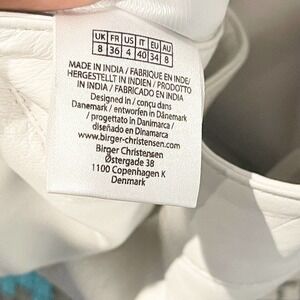 UK FR US IT EU AU
8 36 4 40 34 8
MADE IN INDIA / FABRIQUE EN INDE/
HERGESTELLT IN INDIEN / PRODOTTO
IN INDIA / FABRICADO EN INDIA
Designed in / conçu dans
Danemark / entworfen in Dänemark
/ progettato in Danimarca /
diseñado en Dinamarca
www.birger-christensen.com
Birger Christensen
Østergade 38
1100 Copenhagen K
Denmark